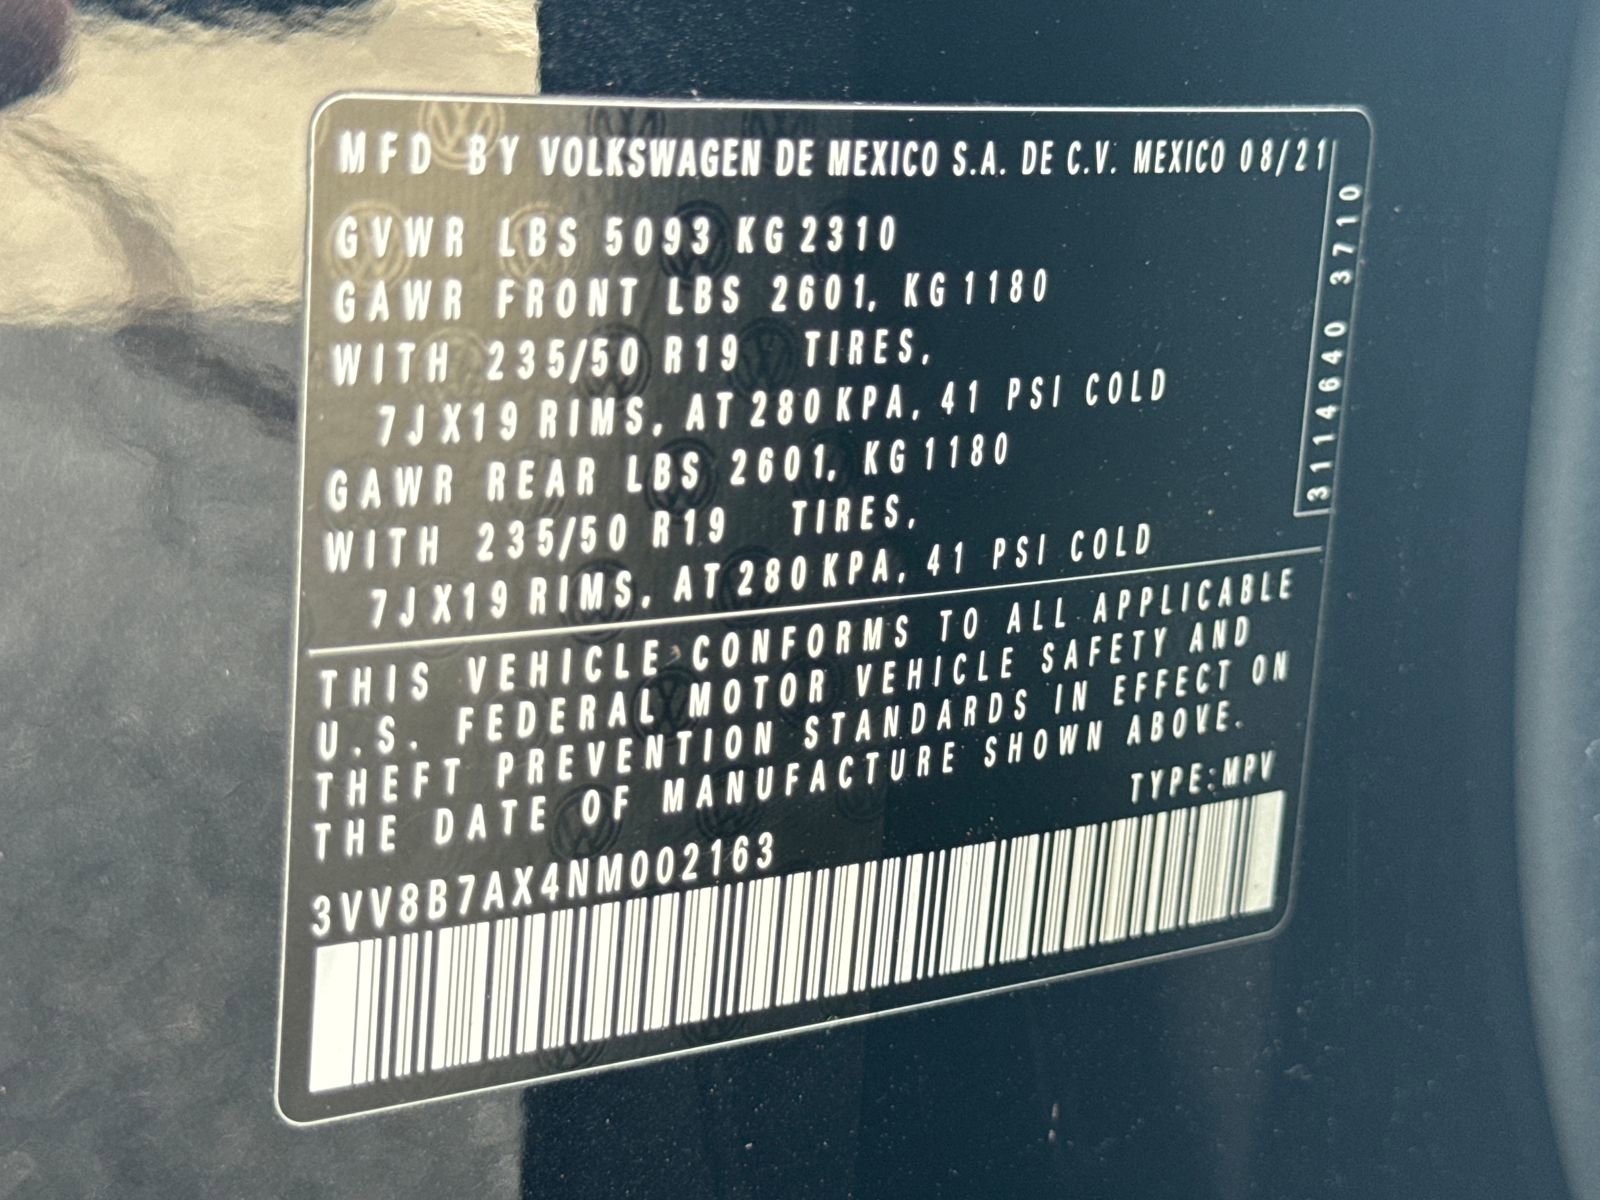 MFD BY VOLKSWAGEN DE MEXICO S.A. DE C.V. MEXICO 08/21
GVWR LBS 5093 KG 2310
GAWR FRONT LBS 2601, KG 1180
WITH 235/50 R19 TIRES,
7JX19 RIMS, AT 280 KPA, 41 PSI COLD
GAWR REAR LBS 2601, KG 1180
WITH 235/50 R19 TIRES,
7JX19 RIMS, AT 280 KPA, 41 PSI COLD
3114640 3710
THIS VEHICLE CONFORMS TO ALL APPLICABLE
U.S. FEDERAL MOTOR VEHICLE SAFETY AND
THEFT PREVENTION STANDARDS IN EFFECT ON
THE DATE OF MANUFACTURE SHOWN ABOVE.
TYPE: MPV
3VV8B7AX4NM002163